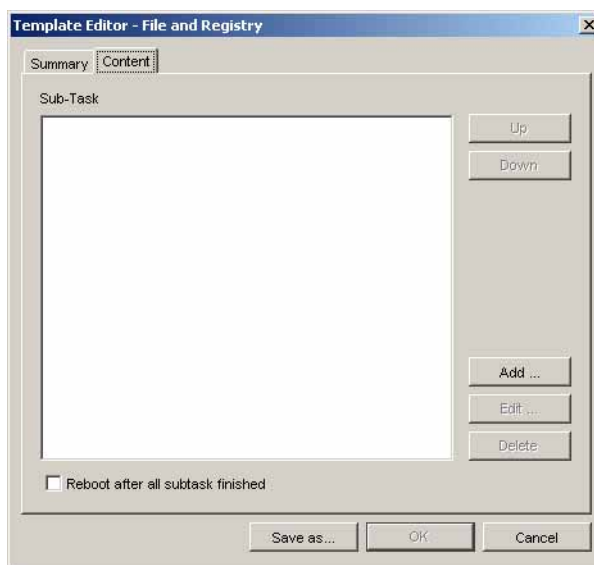 Template Editor - File and Registry
Summary Content
Sub-Task
Up
Down
Add ...
Edit ...
Delete
Reboot after all subtask finished
Save as... OK Cancel